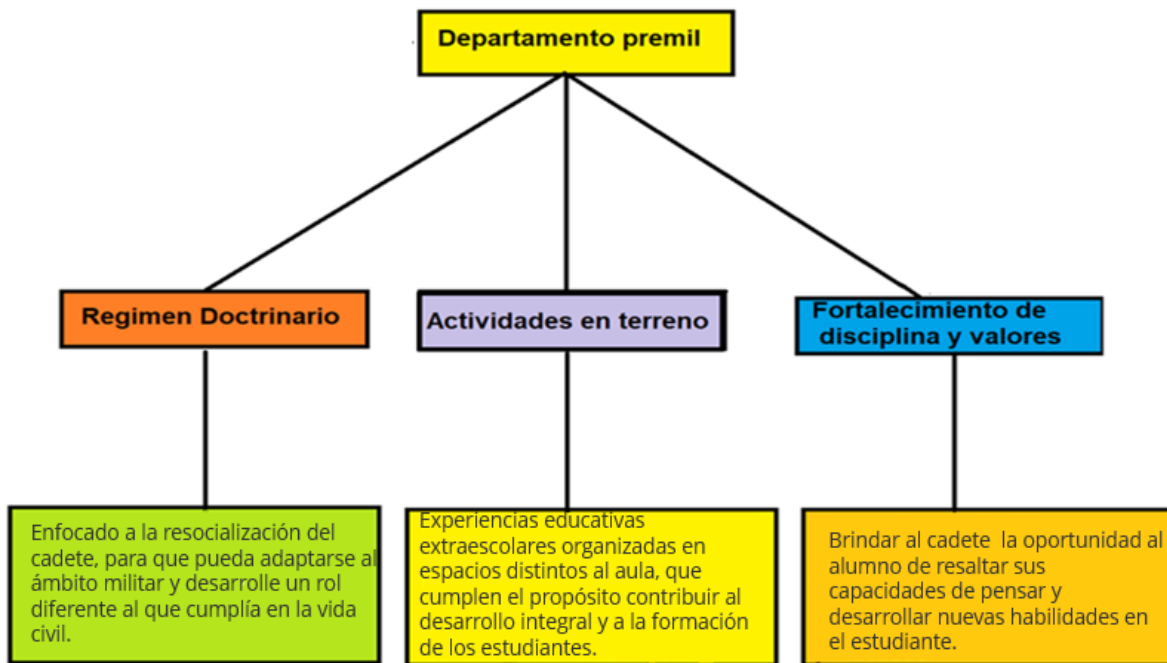 Departamento premil
Regimen Doctrinario
Actividades en terreno
Fortalecimiento de
disciplina y valores
Enfocado a la resocialización del
cadete, para que pueda adaptarse al
ámbito militar y desarrolle un rol
diferente al que cumplía en la vida
civil.
Experiencias educativas
extraescolares organizadas en
espacios distintos al aula, que
cumplen el propósito contribuir al
desarrollo integral y a la formación
de los estudiantes.
Brindar al cadete la oportunidad al
alumno de resaltar sus
capacidades de pensar y
desarrollar nuevas habilidades en
el estudiante.